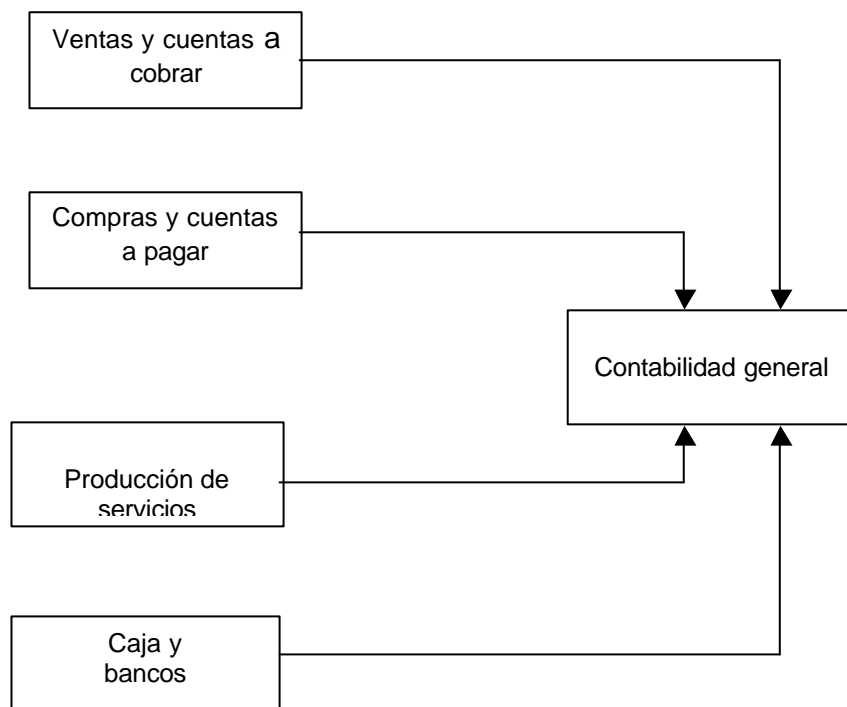 Ventas y cuentas a
cobrar
Compras y cuentas
a pagar
Contabilidad general
Producción de
servicios
Caja y
bancos